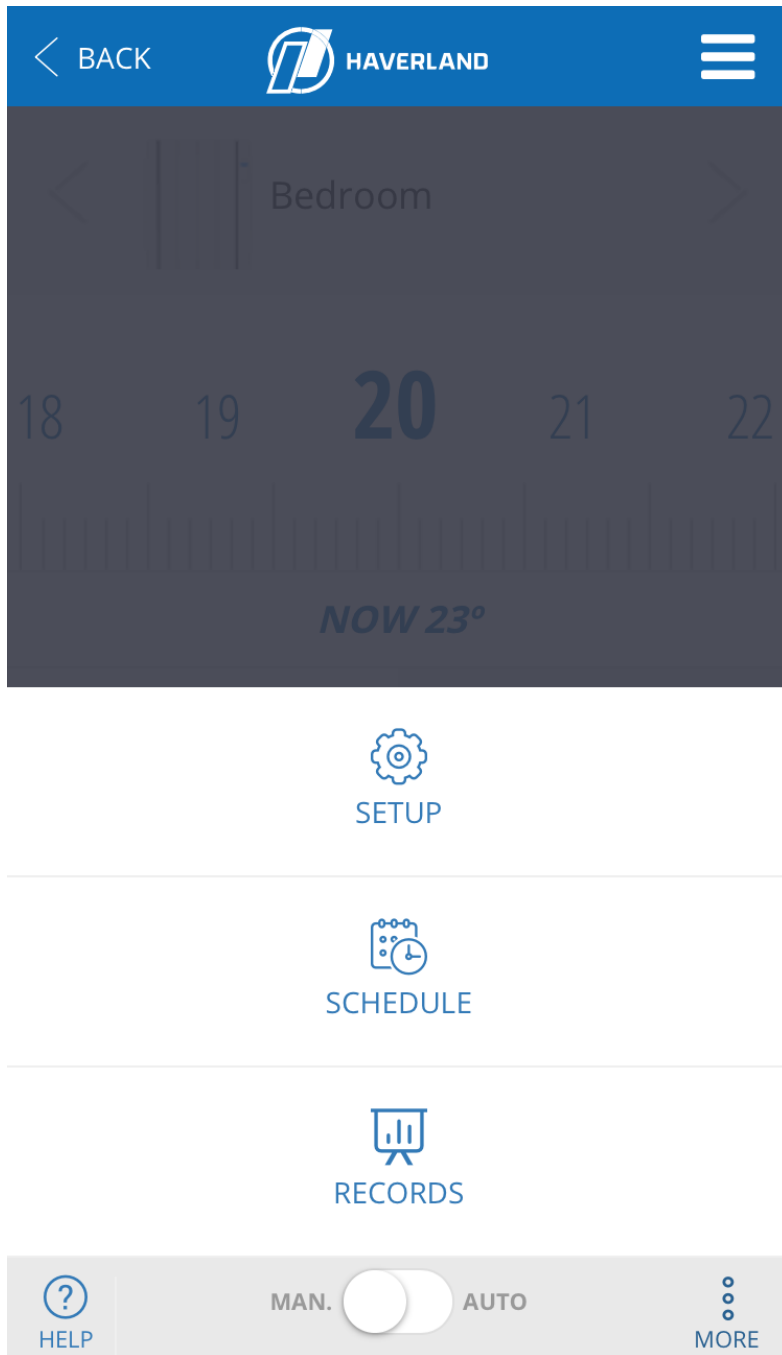 BACK
HAVERLAND
Bedroom
18 19 20 21 22
NOW 23º
SETUP
SCHEDULE
RECORDS
? HELP
MAN. AUTO
MORE